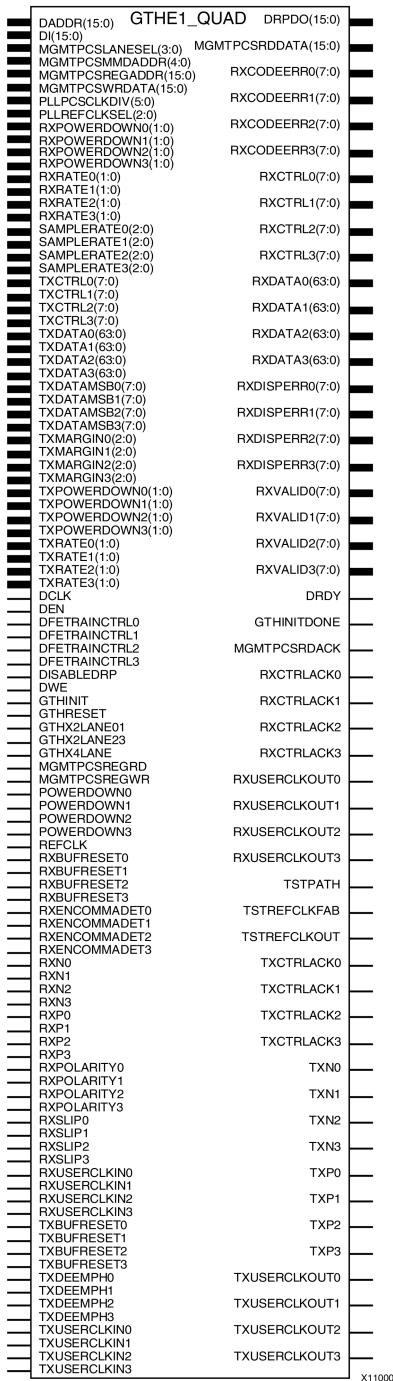 GTHE1_QUAD
DADDR(15:0)
DI(15:0)
MGMTPCSLANESEL(3:0)
MGMTPCSMMDADDR(4:0)
MGMTPCSREGADDR(15:0)
MGMTPCSWRDATA(15:0)
PLLPCSCLKDIV(5:0)
PLLREFCLKSEL(2:0)
RXPOWERDOWN0(1:0)
RXPOWERDOWN1(1:0)
RXPOWERDOWN2(1:0)
RXPOWERDOWN3(1:0)
RXRATE0(1:0)
RXRATE1(1:0)
RXRATE2(1:0)
RXRATE3(1:0)
SAMPLERATE0(2:0)
SAMPLERATE1(2:0)
SAMPLERATE2(2:0)
SAMPLERATE3(2:0)
TXCTRL0(7:0)
TXCTRL1(7:0)
TXCTRL2(7:0)
TXCTRL3(7:0)
TXDATA0(63:0)
TXDATA1(63:0)
TXDATA2(63:0)
TXDATA3(63:0)
TXDATAMSB0(7:0)
TXDATAMSB1(7:0)
TXDATAMSB2(7:0)
TXDATAMSB3(7:0)
TXMARGIN0(2:0)
TXMARGIN1(2:0)
TXMARGIN2(2:0)
TXMARGIN3(2:0)
TXPOWERDOWN0(1:0)
TXPOWERDOWN1(1:0)
TXPOWERDOWN2(1:0)
TXPOWERDOWN3(1:0)
TXRATE0(1:0)
TXRATE1(1:0)
TXRATE2(1:0)
TXRATE3(1:0)
DCLK
DEN
DFETRAINCTRL0
DFETRAINCTRL1
DFETRAINCTRL2
DFETRAINCTRL3
DISABLEDRP
DWE
GTHINIT
GTHRESET
GTHX2LANE01
GTHX2LANE23
GTHX4LANE
MGMTPCSREGRD
MGMTPCSREGWR
POWERDOWN0
POWERDOWN1
POWERDOWN2
POWERDOWN3
REFCLK
RXBUFRESET0
RXBUFRESET1
RXBUFRESET2
RXBUFRESET3
RXENCOMMADET0
RXENCOMMADET1
RXENCOMMADET2
RXENCOMMADET3
RXN0
RXN1
RXN2
RXN3
RXP0
RXP1
RXP2
RXP3
RXPOLARITY0
RXPOLARITY1
RXPOLARITY2
RXPOLARITY3
RXSLIP0
RXSLIP1
RXSLIP2
RXSLIP3
RXUSERCLKIN0
RXUSERCLKIN1
RXUSERCLKIN2
RXUSERCLKIN3
TXBUFRESET0
TXBUFRESET1
TXBUFRESET2
TXBUFRESET3
TXDEEMPH0
TXDEEMPH1
TXDEEMPH2
TXDEEMPH3
TXUSERCLKIN0
TXUSERCLKIN1
TXUSERCLKIN2
TXUSERCLKIN3
DRPDO(15:0)
MGMTPCSRDDATA(15:0)
RXCODEERR0(7:0)
RXCODEERR1(7:0)
RXCODEERR2(7:0)
RXCODEERR3(7:0)
RXCTRL0(7:0)
RXCTRL1(7:0)
RXCTRL2(7:0)
RXCTRL3(7:0)
RXDATA0(63:0)
RXDATA1(63:0)
RXDATA2(63:0)
RXDATA3(63:0)
RXDISPERR0(7:0)
RXDISPERR1(7:0)
RXDISPERR2(7:0)
RXDISPERR3(7:0)
RXVALID0(7:0)
RXVALID1(7:0)
RXVALID2(7:0)
RXVALID3(7:0)
DRDY
GTHINITDONE
MGMTPCSRDACK
RXCTRLACK0
RXCTRLACK1
RXCTRLACK2
RXCTRLACK3
RXUSERCLKOUT0
RXUSERCLKOUT1
RXUSERCLKOUT2
RXUSERCLKOUT3
TSTPATH
TSTREFCLKFAB
TSTREFCLKOUT
TXCTRLACK0
TXCTRLACK1
TXCTRLACK2
TXCTRLACK3
TXN0
TXN1
TXN2
TXN3
TXP0
TXP1
TXP2
TXP3
TXUSERCLKOUT0
TXUSERCLKOUT1
TXUSERCLKOUT2
TXUSERCLKOUT3
X11000